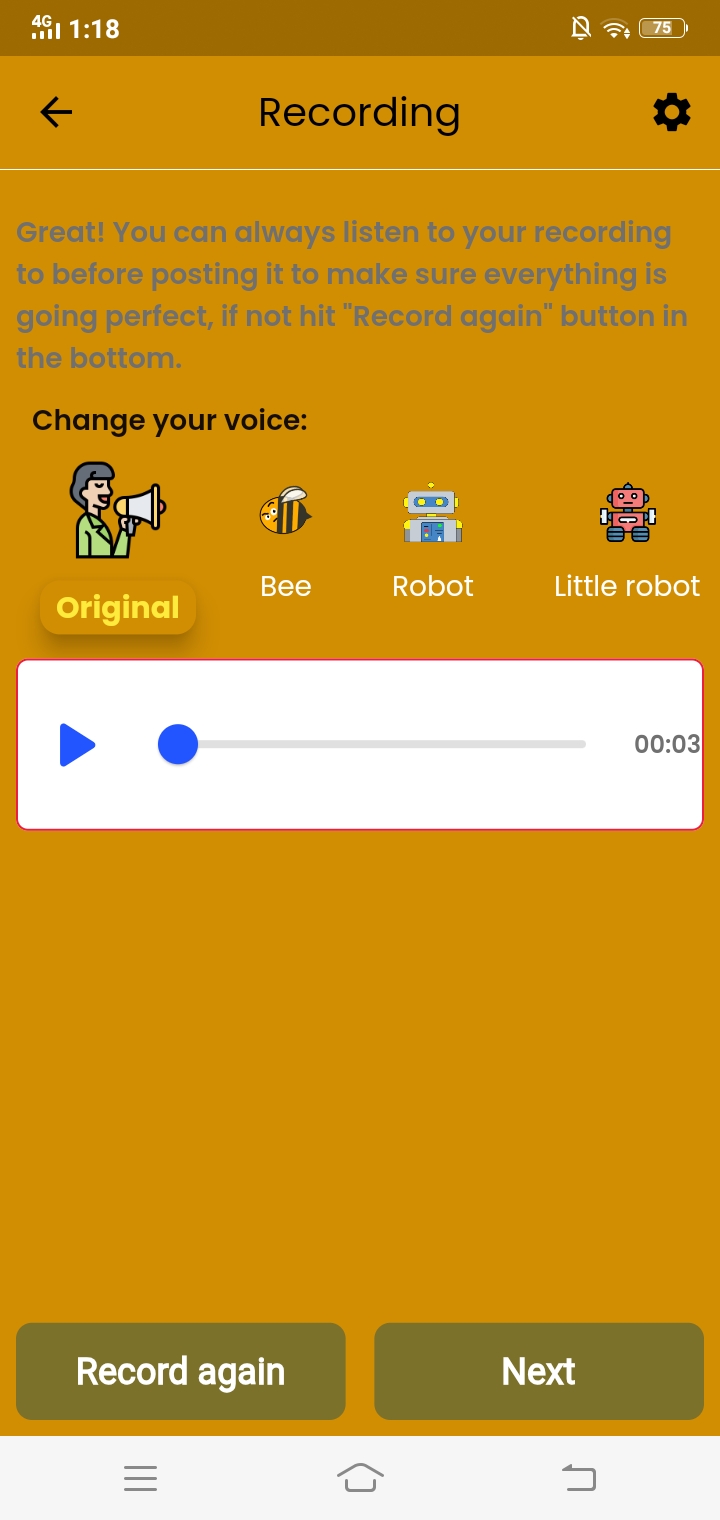 4G 1:18 75
Recording
Great! You can always listen to your recording
to before posting it to make sure everything is
going perfect, if not hit "Record again" button in
the bottom.
Change your voice:
Original Bee Robot Little robot
00:03
Record again Next